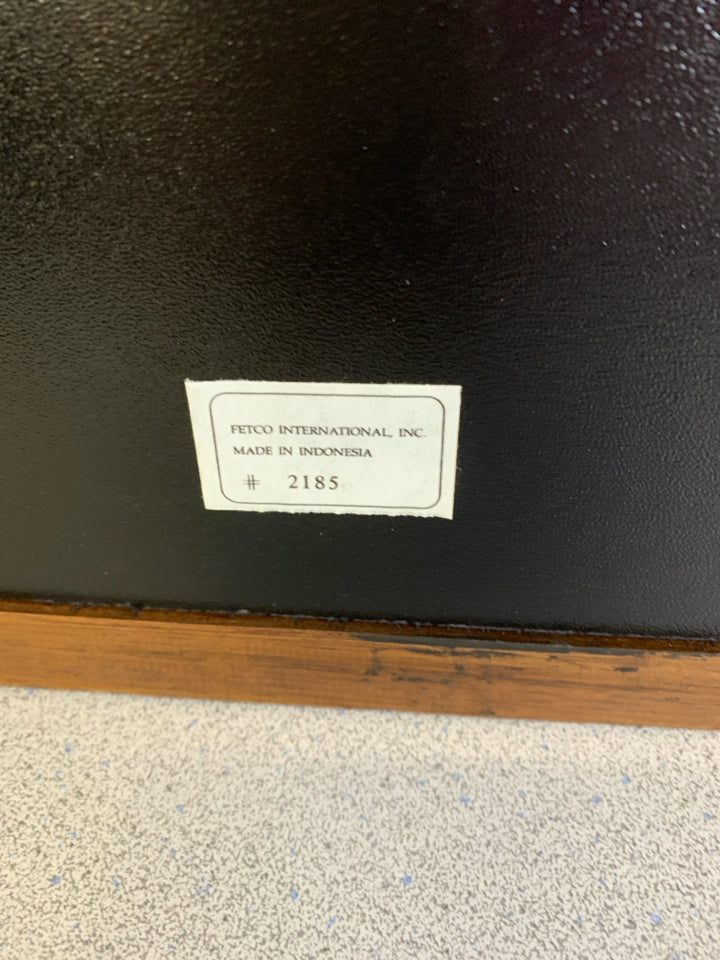 FETCO INTERNATIONAL, INC.
MADE IN INDONESIA
# 2185